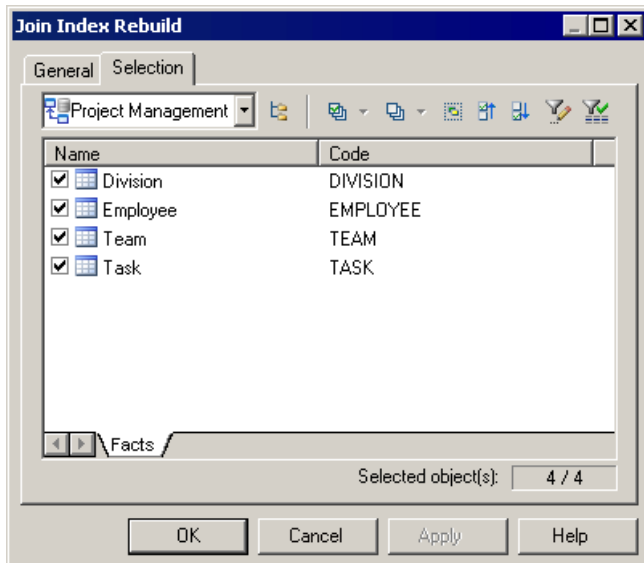 Join Index Rebuild
General Selection
Project Management
Name Code
Division DIVISION
Employee EMPLOYEE
Team TEAM
Task TASK
Facts
Selected object(s): 4 / 4
OK Cancel Apply Help